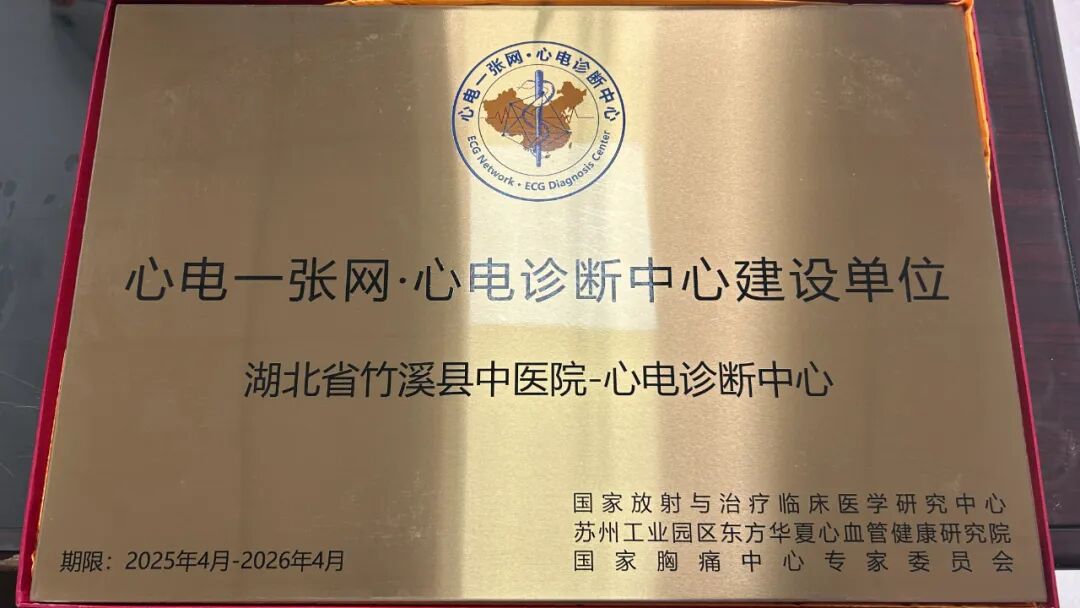 心电一张网·心电诊断中心
ECG Network · ECG Diagnosis Center
心电一张网·心电诊断中心建设单位
湖北省竹溪县中医院-心电诊断中心
国家放射与治疗临床医学研究中心
苏州工业园区东方华夏心血管健康研究院
国家胸痛中心专家委员会
期限：2025年4月-2026年4月